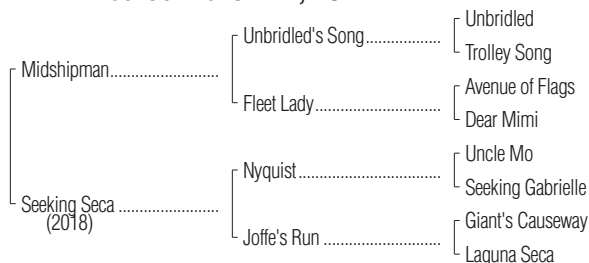 Unbridled
Unbridled's Song
Trolley Song
Midshipman
Avenue of Flags
Fleet Lady
Dear Mimi
Uncle Mo
Nyquist
Seeking Gabrielle
Seeking Seca
(2018)
Giant's Causeway
Joffe's Run
Laguna Seca